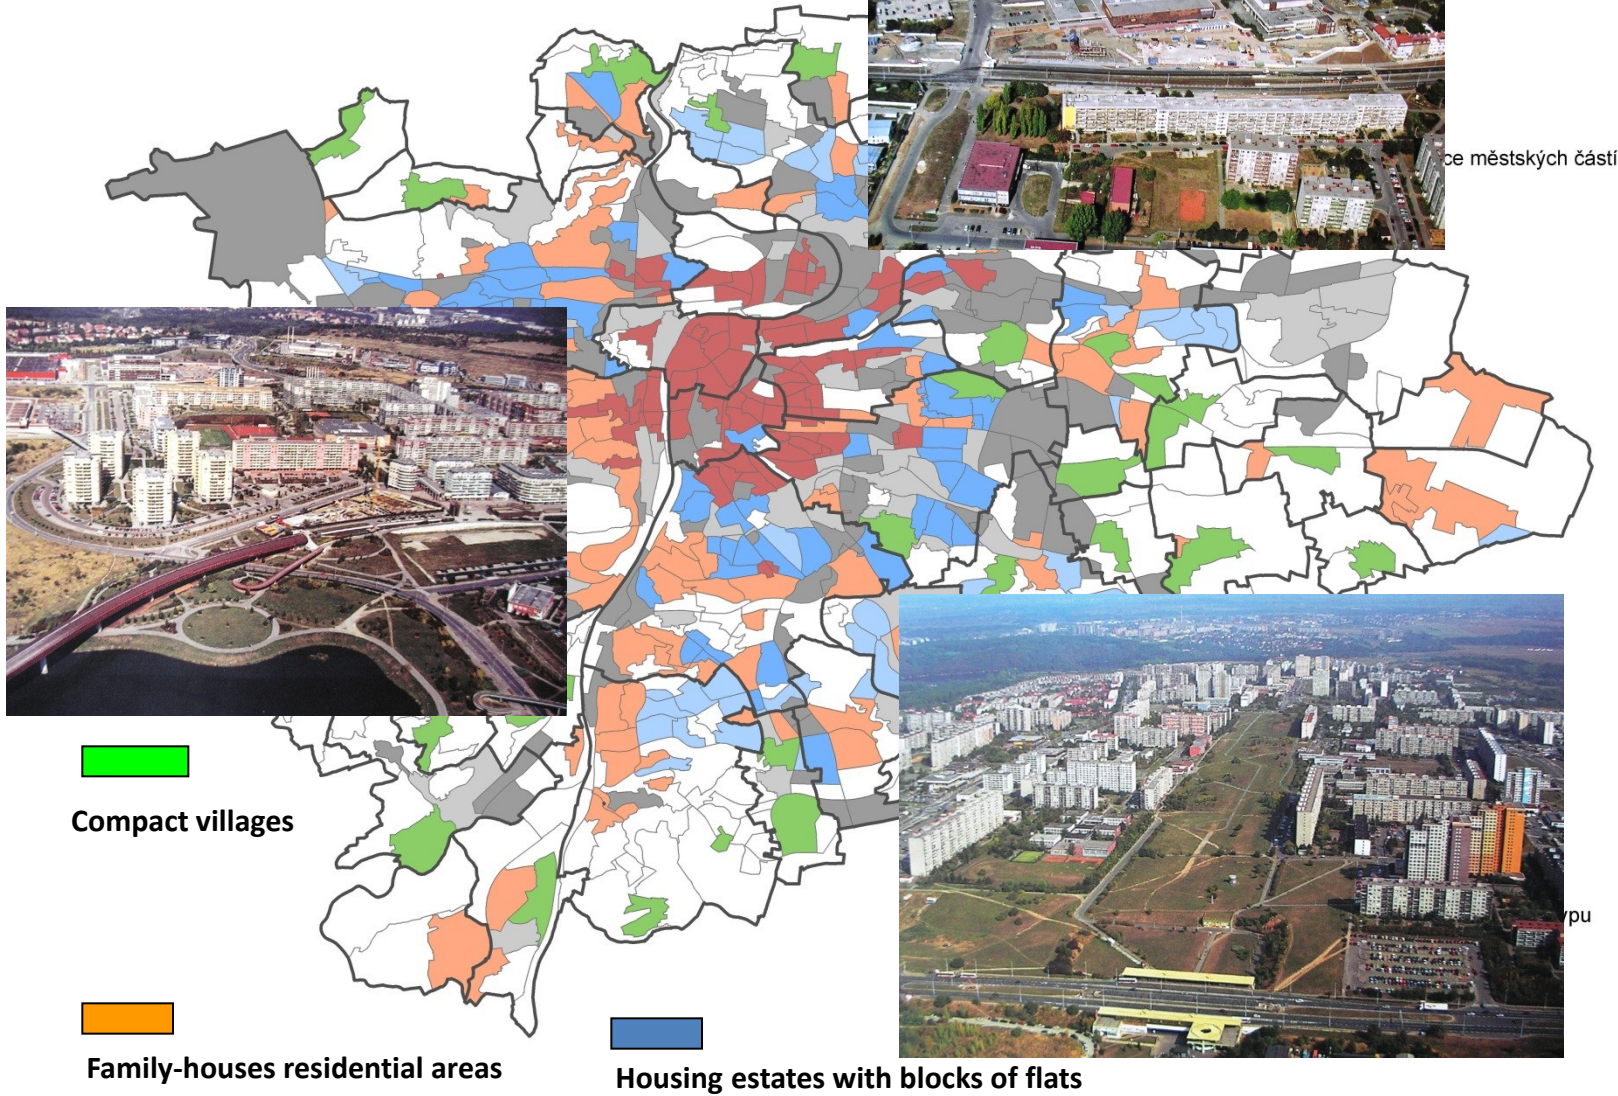 ce městských částí
Compact villages
ypu
Family-houses residential areas
Housing estates with blocks of flats